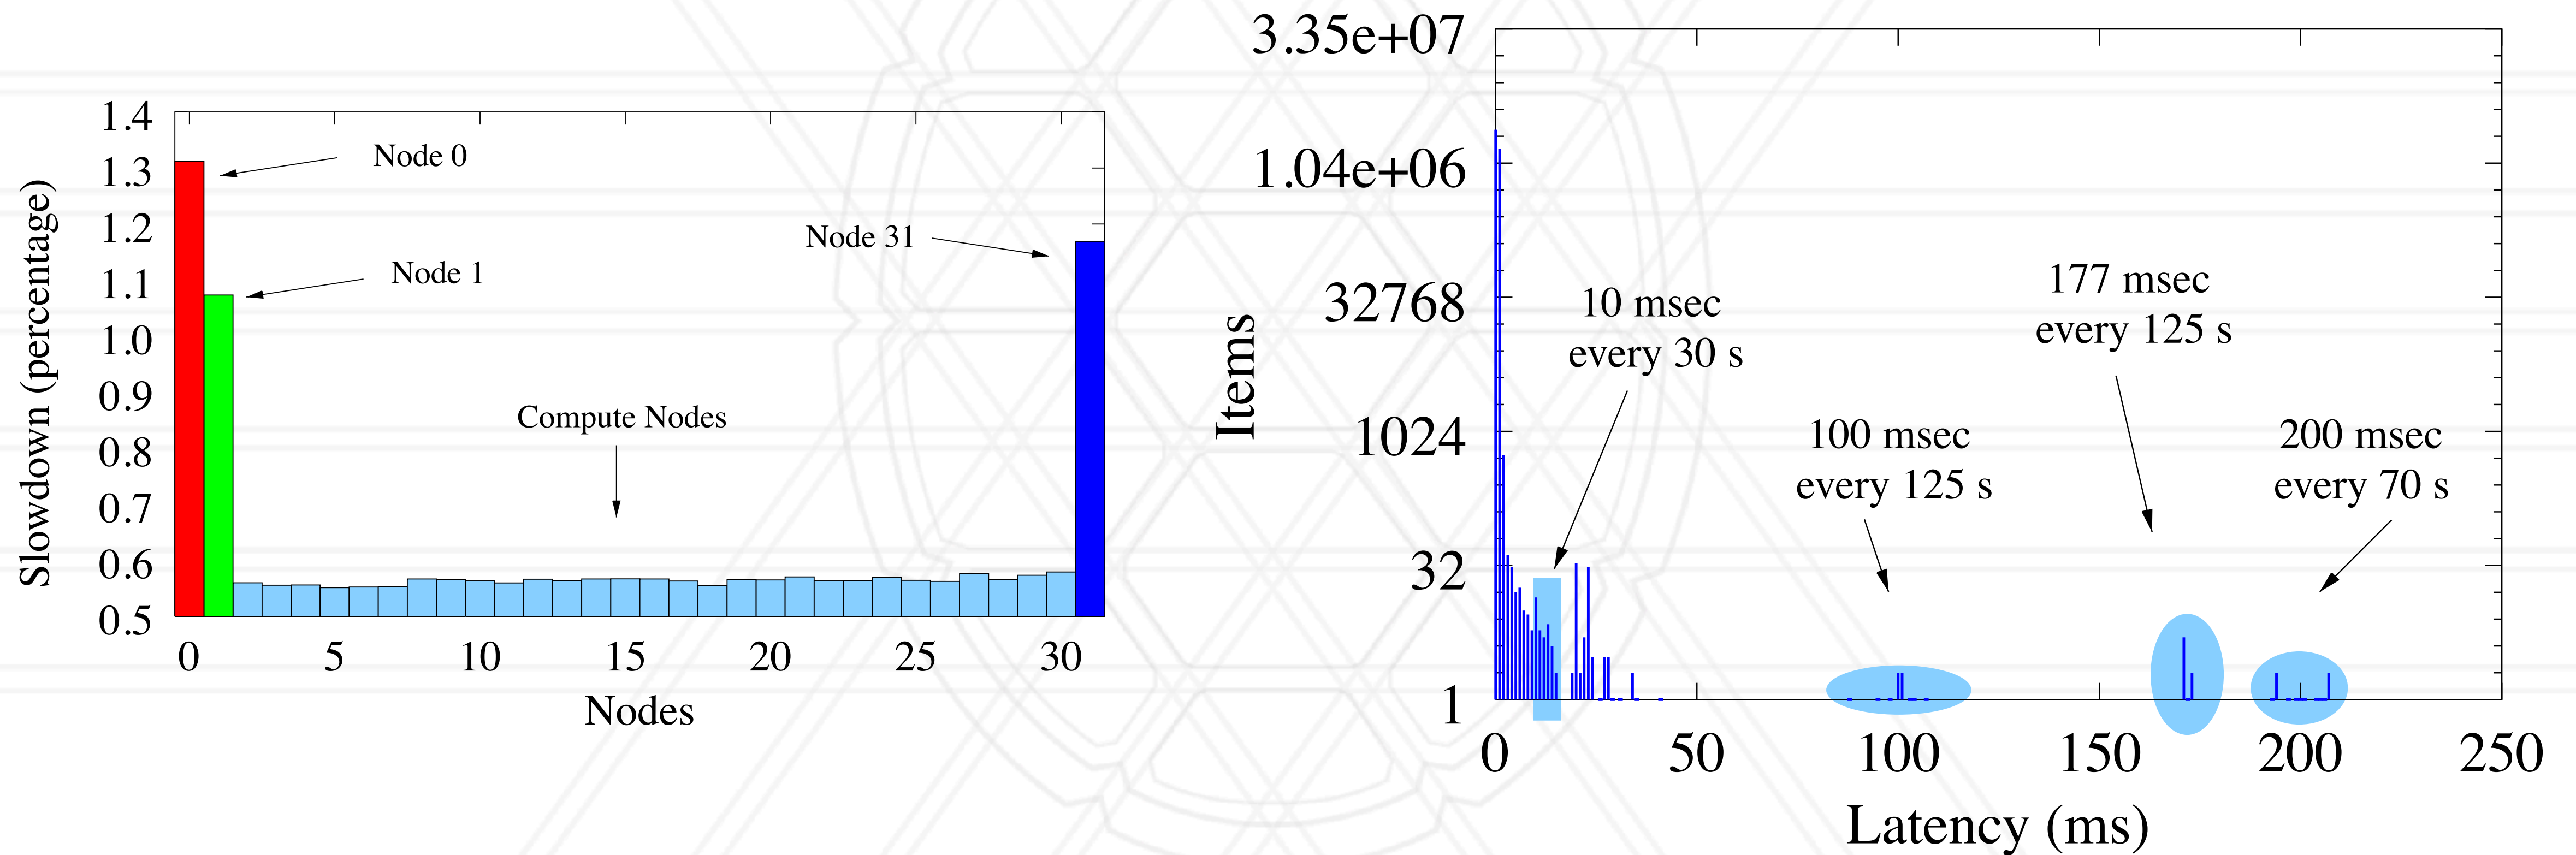 Slowdown (percentage)
1.4
1.3
1.2
1.1
1.0
0.9
0.8
0.7
0.6
0.5
Node 0
Node 1
Node 31
Compute Nodes
0 5 10 15 20 25 30
Nodes
Items
3.35e+07
1.04e+06
32768
1024
32
1
10 msec
every 30 s
100 msec
every 125 s
177 msec
every 125 s
200 msec
every 70 s
0 50 100 150 200 250
Latency (ms)